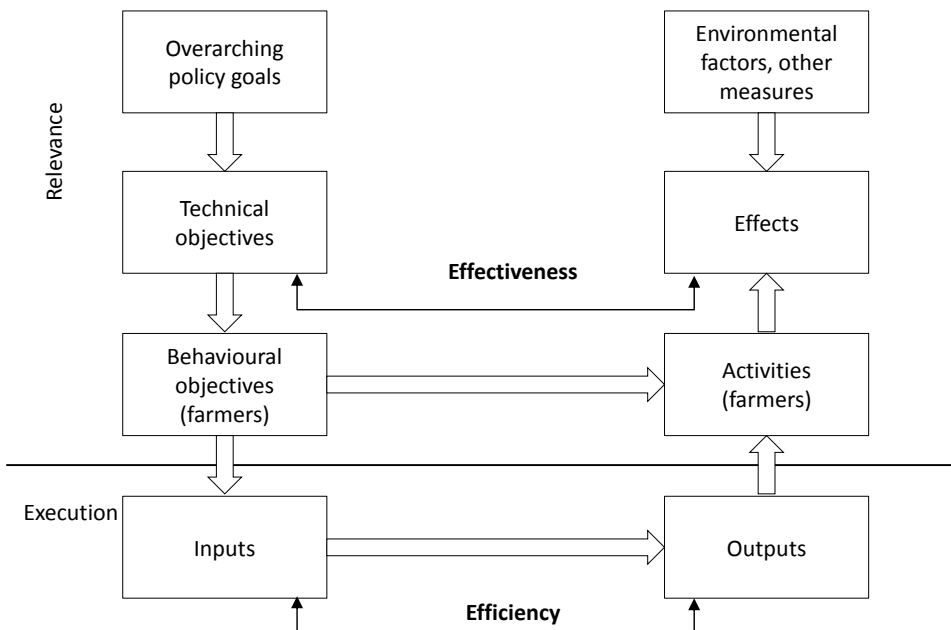 Overarching
policy goals
Environmental
factors, other
measures
Relevance
Technical
objectives
Effects
Effectiveness
Behavioural
objectives
(farmers)
Activities
(farmers)
Execution
Inputs
Outputs
Efficiency